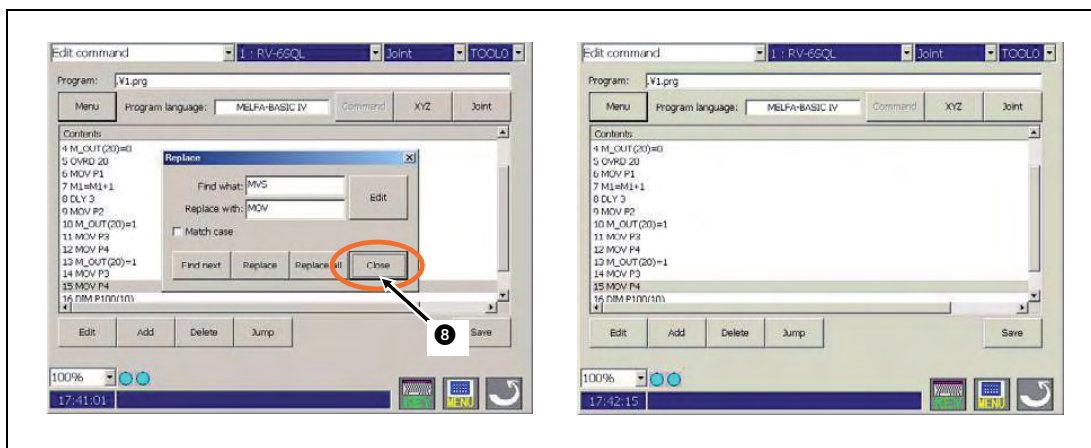 Edit command 1 : RV-6SQL Joint TOOL0
Program: .¥1.prg
Menu Program language: MELFA-BASIC IV Command XYZ Joint
Contents
4 M_OUT(20)=0
5 OVRD 20
6 MOV P1
7 M1=M1+1
8 DLY 3
9 MOV P2
10 M_OUT(20)=1
11 MOV P3
12 MOV P4
13 M_OUT(20)=1
14 MOV P3
15 MOV P4
16 DIM P100(10)
Replace
Find what: MVS
Edit
Replace with: MOV
Match case
Find next Replace Replace all Close
8
Edit Add Delete Jump Save
100%
17:41:01
MENU
Edit command 1 : RV-6SQL Joint TOOL0
Program: .¥1.prg
Menu Program language: MELFA-BASIC IV Command XYZ Joint
Contents
4 M_OUT(20)=0
5 OVRD 20
6 MOV P1
7 M1=M1+1
8 DLY 3
9 MOV P2
10 M_OUT(20)=1
11 MOV P3
12 MOV P4
13 M_OUT(20)=1
14 MOV P3
15 MOV P4
16 DIM P100(10)
Edit Add Delete Jump Save
100%
17:42:15
MENU